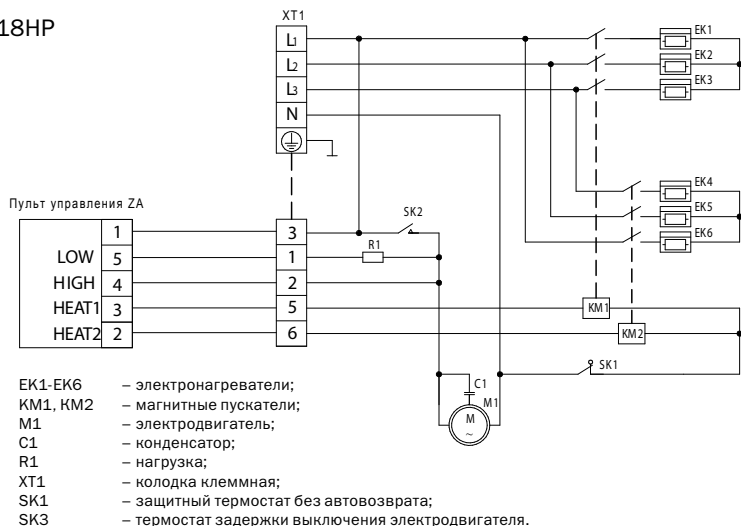 18HP
XT1
L1
L2
L3
N
EK1
EK2
EK3
EK4
EK5
EK6
Пульт управления ZA
1
LOW 5
HIGH 4
HEAT1 3
HEAT2 2
3
1
2
5
6
SK2
R1
KM1
KM2
SK1
C1
M1
M
~
EK1-EK6 – электронагреватели;
KM1, KM2 – магнитные пускатели;
M1 – электродвигатель;
C1 – конденсатор;
R1 – нагрузка;
XT1 – колодка клеммная;
SK1 – защитный термостат без автовозврата;
SK3 – термостат задержки выключения электродвигателя.